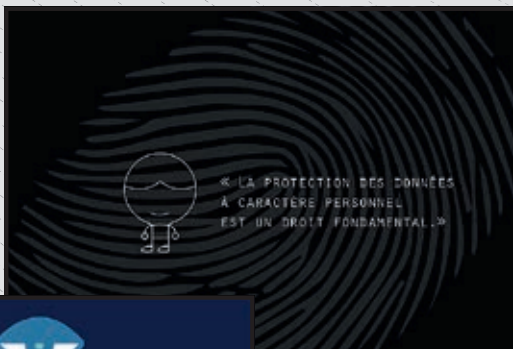 « LA PROTECTION DES DONNÉES
À CARACTÈRE PERSONNEL
EST UN DROIT FONDAMENTAL.»